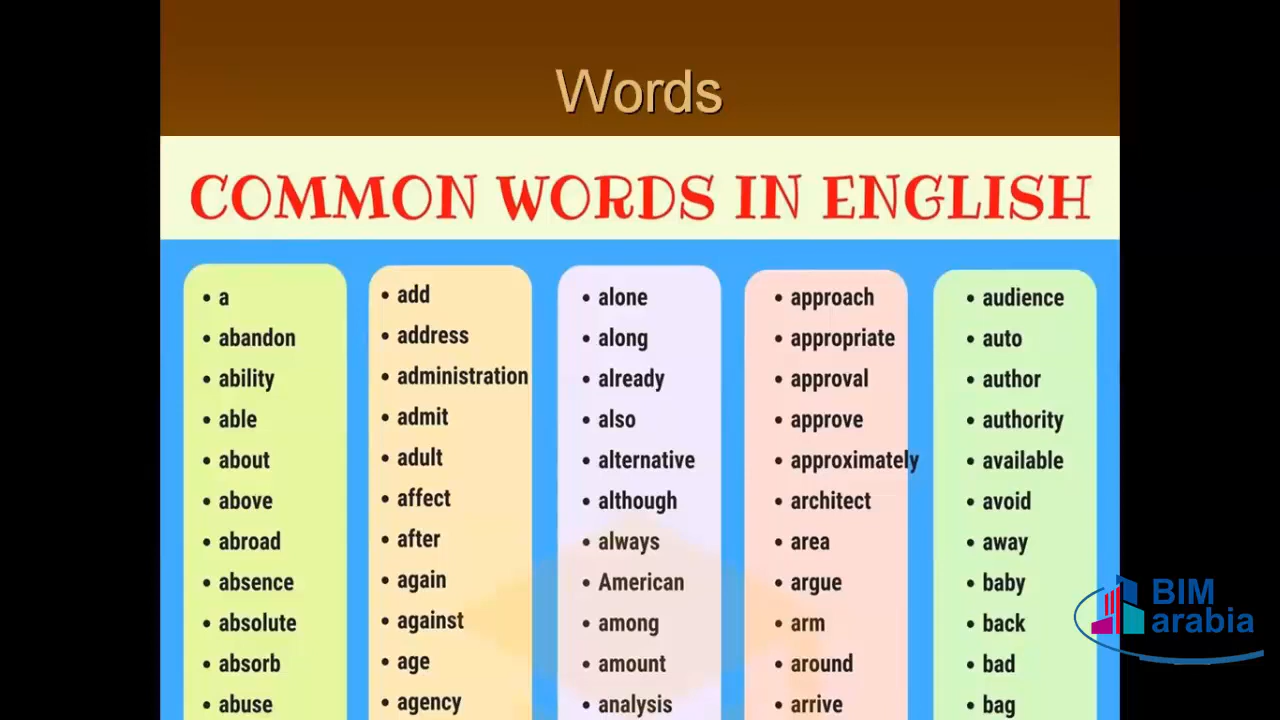 Words
COMMON WORDS IN ENGLISH
• a
• abandon
• ability
• able
• about
• above
• abroad
• absence
• absolute
• absorb
• abuse
• add
• address
• administration
• admit
• adult
• affect
• after
• again
• against
• age
• agency
• alone
• along
• already
• also
• alternative
• although
• always
• American
• among
• amount
• analysis
• approach
• appropriate
• approval
• approve
• approximately
• architect
• area
• argue
• arm
• around
• arrive
• audience
• auto
• author
• authority
• available
• avoid
• away
• baby
• back
• bad
• bag
BIM
arabia